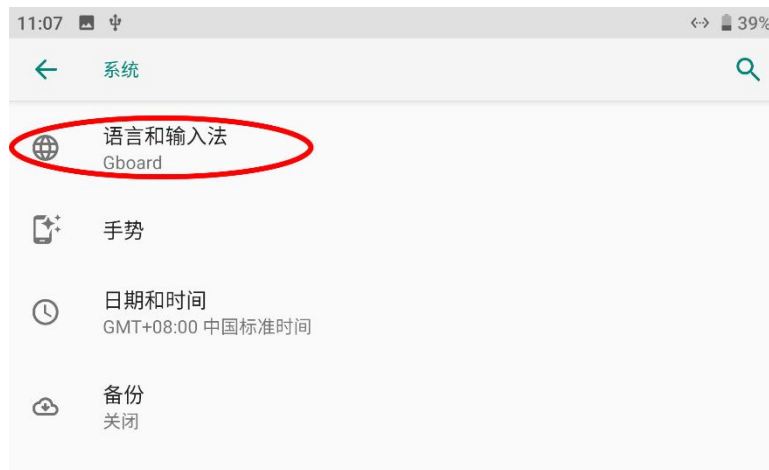 11:07 39%
系统
语言和输入法
Gboard
手势
日期和时间
GMT+08:00 中国标准时间
备份
关闭